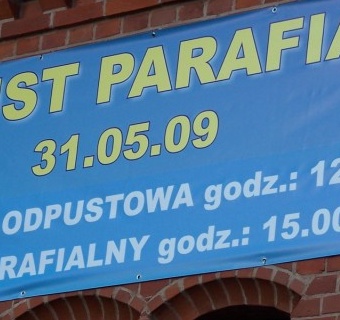 ST PARAFIA
31.05.09
ODPUSTOWA godz.: 12
RAFIALNY godz.: 15.00